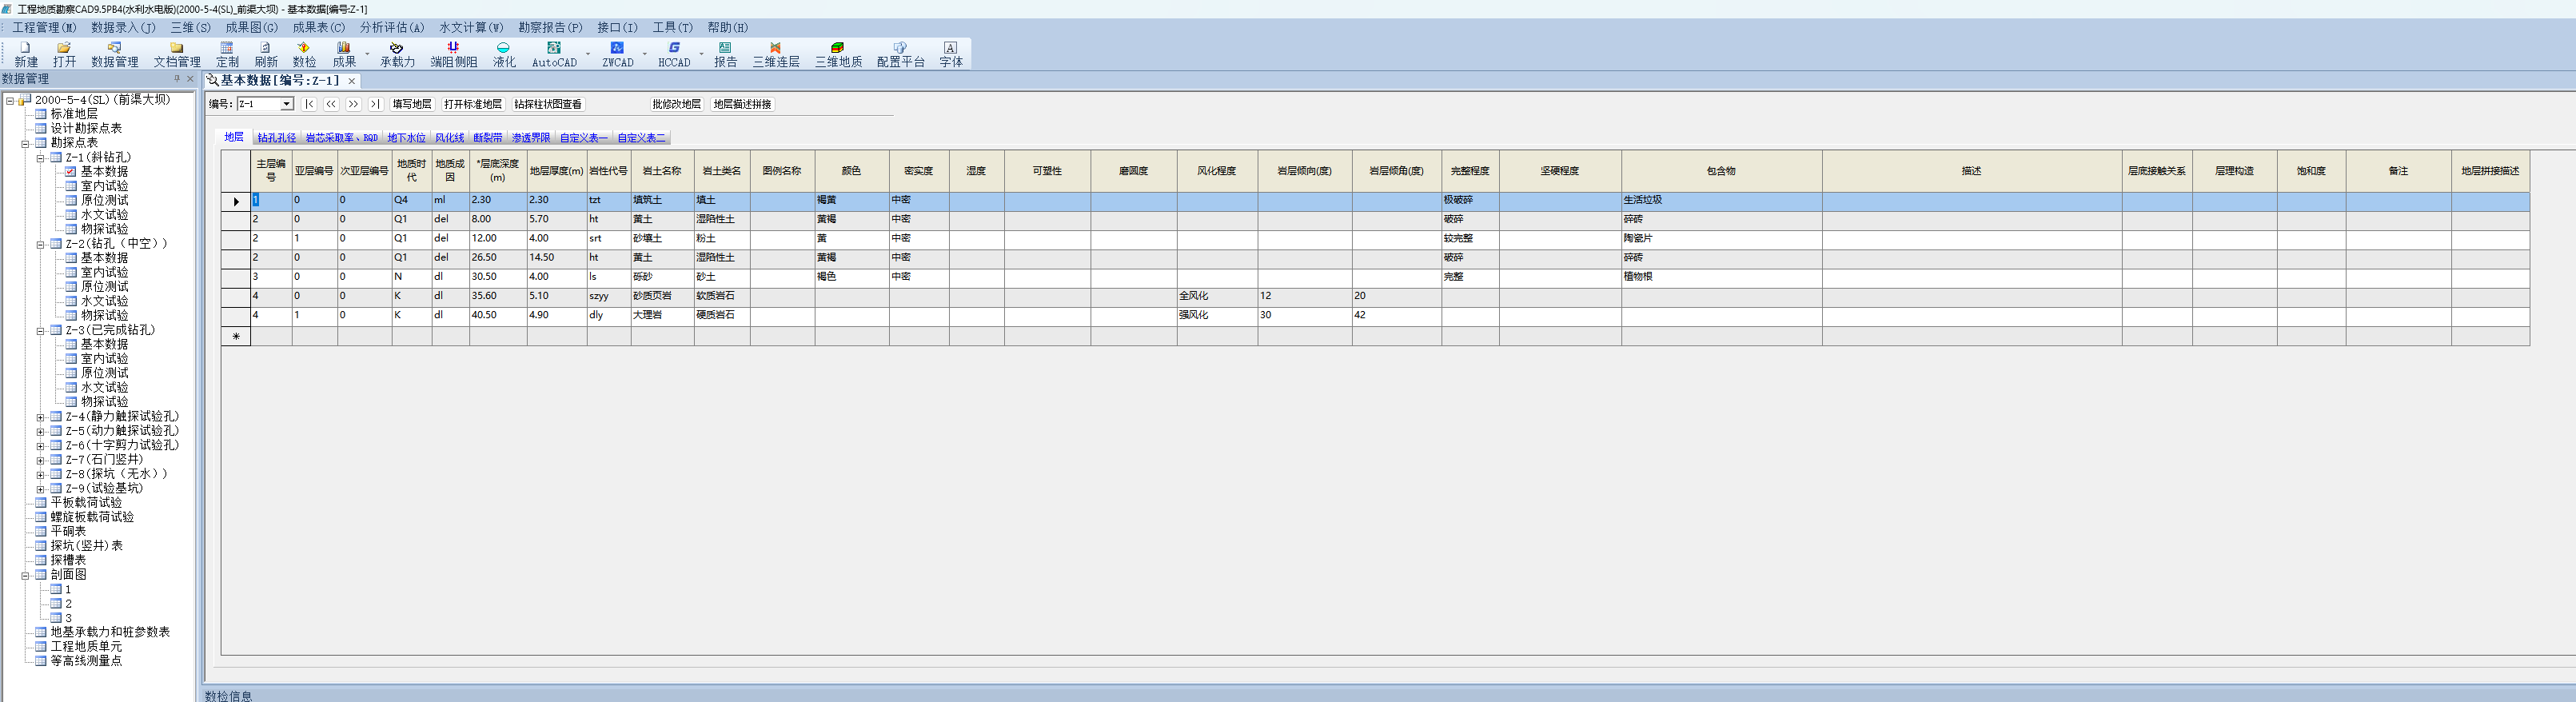 工程地质勘察CAD9.5PB4(水利水电版)(2000-5-4(SL)_前渠大坝) - 基本数据[编号:Z-1]
工程管理(M) 数据录入(J) 三维(S) 成果图(G) 成果表(C) 分析评估(A) 水文计算(W) 勘察报告(P) 接口(I) 工具(T) 帮助(H)
新建 打开 数据管理 文档管理 定制 刷新 数检 成果 承载力 端阻侧阻 液化 AutoCAD ZWCAD HCCAD 报告 三维连层 三维地质 配置平台 字体
数据管理
2000-5-4(SL)(前渠大坝)
标准地层
设计勘探点表
勘探点表
Z-1(斜钻孔)
基本数据
室内试验
原位测试
水文试验
物探试验
Z-2(钻孔（中空）)
基本数据
室内试验
原位测试
水文试验
物探试验
Z-3(已完成钻孔)
基本数据
室内试验
原位测试
水文试验
物探试验
Z-4(静力触探试验孔)
Z-5(动力触探试验孔)
Z-6(十字剪力试验孔)
Z-7(石门竖井)
Z-8(探坑（无水）)
Z-9(试验基坑)
平板载荷试验
螺旋板载荷试验
平硐表
探坑(竖井)表
探槽表
剖面图
1
2
3
地基承载力和桩参数表
工程地质单元
等高线测量点
基本数据[编号:Z-1]
编号: Z-1 |< << >> >| 填写地层 打开标准地层 钻探柱状图查看 批修改地层 地层描述拼接
地层 钻孔孔径 岩芯采取率、RQD 地下水位 风化线 断裂带 渗透界限 自定义表一 自定义表二
主层编号 亚层编号 次亚层编号 地质时代 地质成因 *层底深度(m) 地层厚度(m) 岩性代号 岩土名称 岩土类名 图例名称 颜色 密实度 湿度 可塑性 磨圆度 风化程度 岩层倾向(度) 岩层倾角(度) 完整程度 坚硬程度 包含物 描述 层底接触关系 层理构造 饱和度 备注 地层拼接描述
1 0 0 Q4 ml 2.30 2.30 tzt 填筑土 填土 褐黄 中密 极破碎 生活垃圾
2 0 0 Q1 del 8.00 5.70 ht 黄土 湿陷性土 黄褐 中密 破碎 碎砖
2 1 0 Q1 del 12.00 4.00 srt 砂壤土 粉土 黄 中密 较完整 陶瓷片
2 0 0 Q1 del 26.50 14.50 ht 黄土 湿陷性土 黄褐 中密 破碎 碎砖
3 0 0 N dl 30.50 4.00 ls 砾砂 砂土 褐色 中密 完整 植物根
4 0 0 K dl 35.60 5.10 szyy 砂质页岩 软质岩石 全风化 12 20
4 1 0 K dl 40.50 4.90 dly 大理岩 硬质岩石 强风化 30 42
数检信息